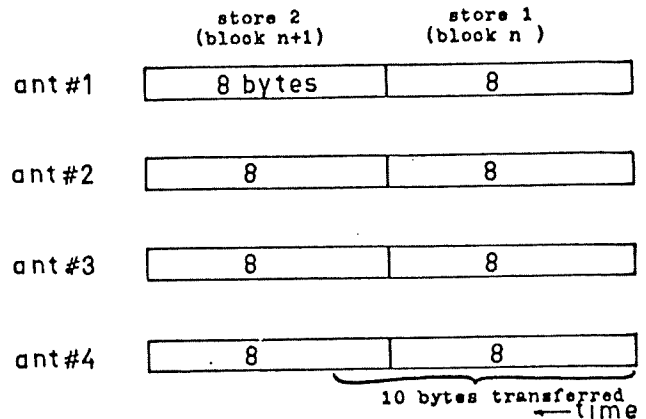 store 2 store 1
(blook n+1) (block n )
ant#1 8 bytes 8
ant#2 8 8
ant#3 8 8
ant#4 8 8
10 bytes transferred
←time